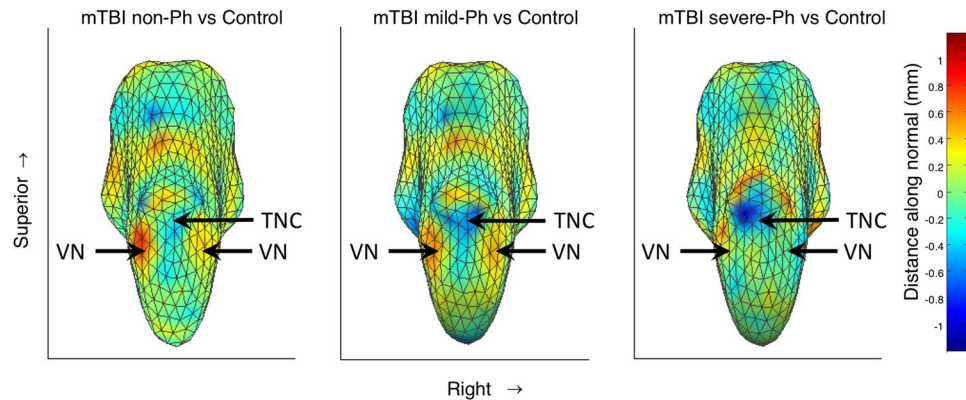 mTBI non-Ph vs Control
mTBI mild-Ph vs Control
mTBI severe-Ph vs Control
Superior →
TNC
VN
VN
TNC
VN
VN
TNC
VN
VN
Right →
1
0.8
0.6
0.4
0.2
0
-0.2
-0.4
-0.6
-0.8
-1
Distance along normal (mm)